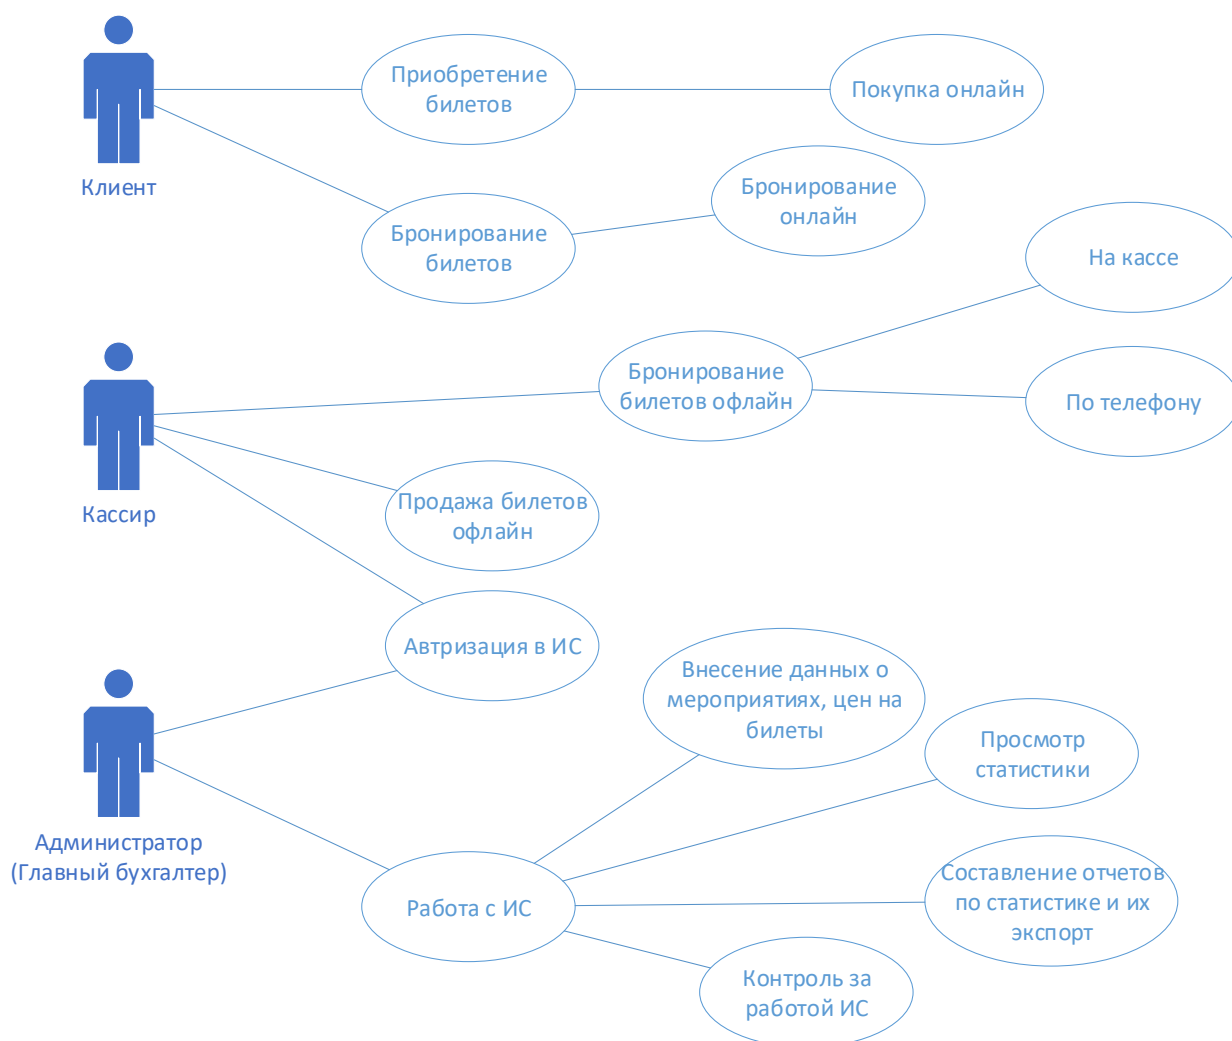 Приобретение
билетов
Покупка онлайн
Клиент
Бронирование
билетов
Бронирование
онлайн
На кассе
Бронирование
билетов офлайн
По телефону
Кассир
Продажа билетов
офлайн
Автризация в ИС
Внесение данных о
мероприятиях, цен на
билеты
Просмотр
статистики
Администратор
(Главный бухгалтер)
Работа с ИС
Составление отчетов
по статистике и их
экспорт
Контроль за
работой ИС